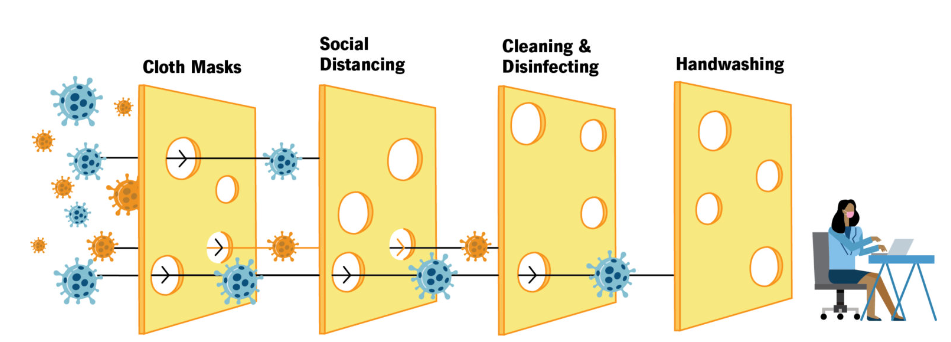 Cloth Masks
Social
Distancing
Cleaning &
Disinfecting
Handwashing